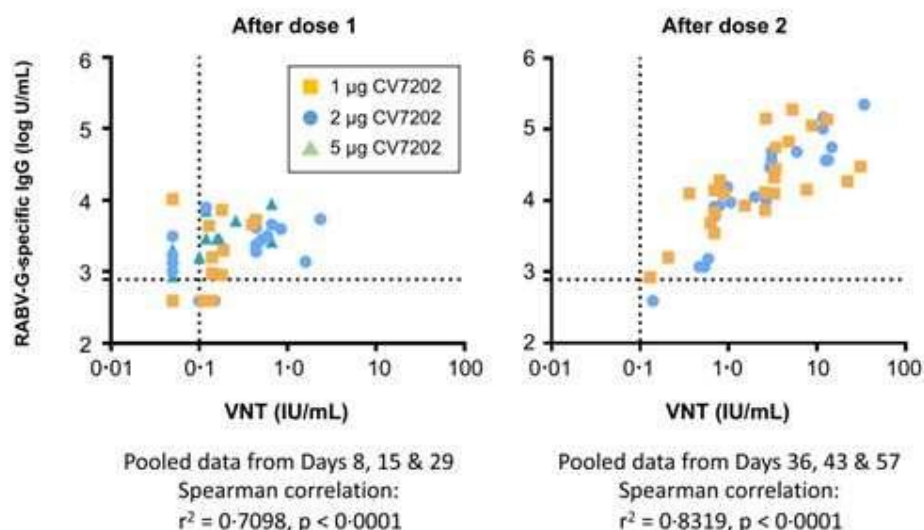 After dose 1
After dose 2
RABV-G-specific IgG (log U/mL)
6
5
4
3
2
1 µg CV7202
2 µg CV7202
5 µg CV7202
0·01
0·1
1·0
10
100
VNT (IU/mL)
6
5
4
3
2
0·01
0·1
1·0
10
100
VNT (IU/mL)
Pooled data from Days 8, 15 & 29
Spearman correlation:
r² = 0·7098, p < 0·0001
Pooled data from Days 36, 43 & 57
Spearman correlation:
r² = 0·8319, p < 0·0001